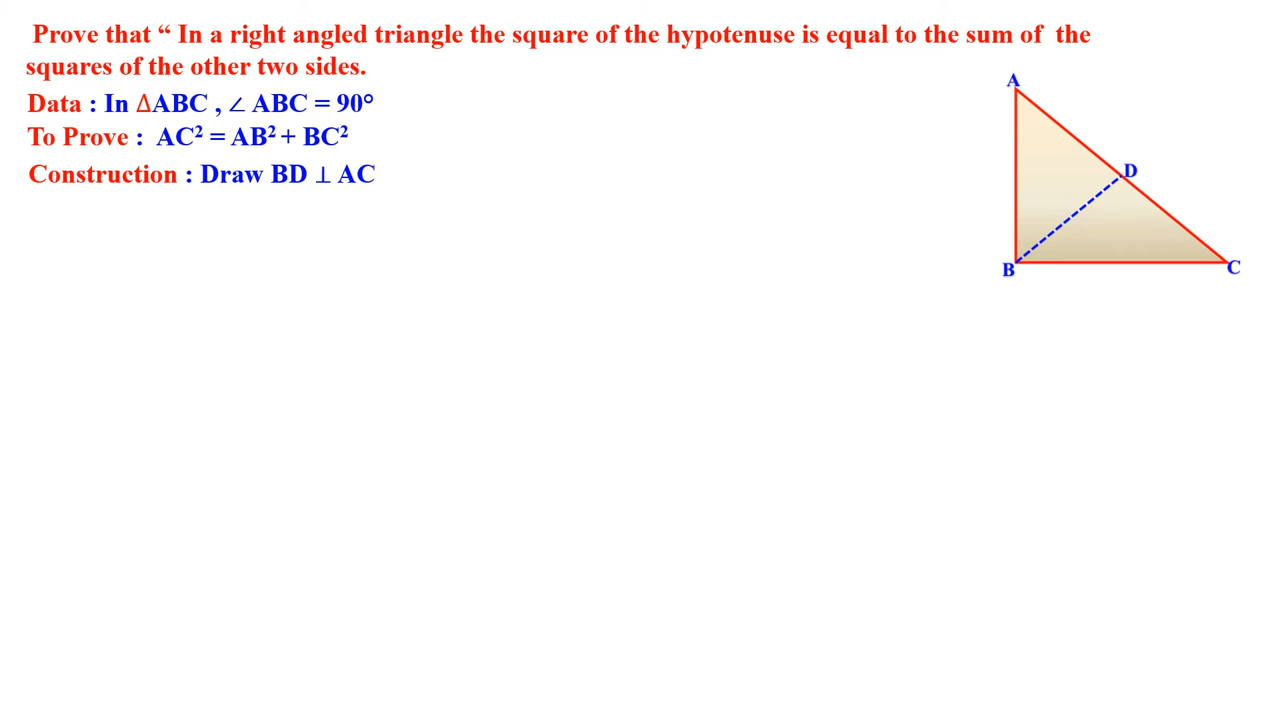 Prove that “ In a right angled triangle the square of the hypotenuse is equal to the sum of the
squares of the other two sides.
Data : In ∆ABC , ∠ ABC = 90°
To Prove : AC² = AB² + BC²
Construction : Draw BD ⊥ AC
A
D
B
C